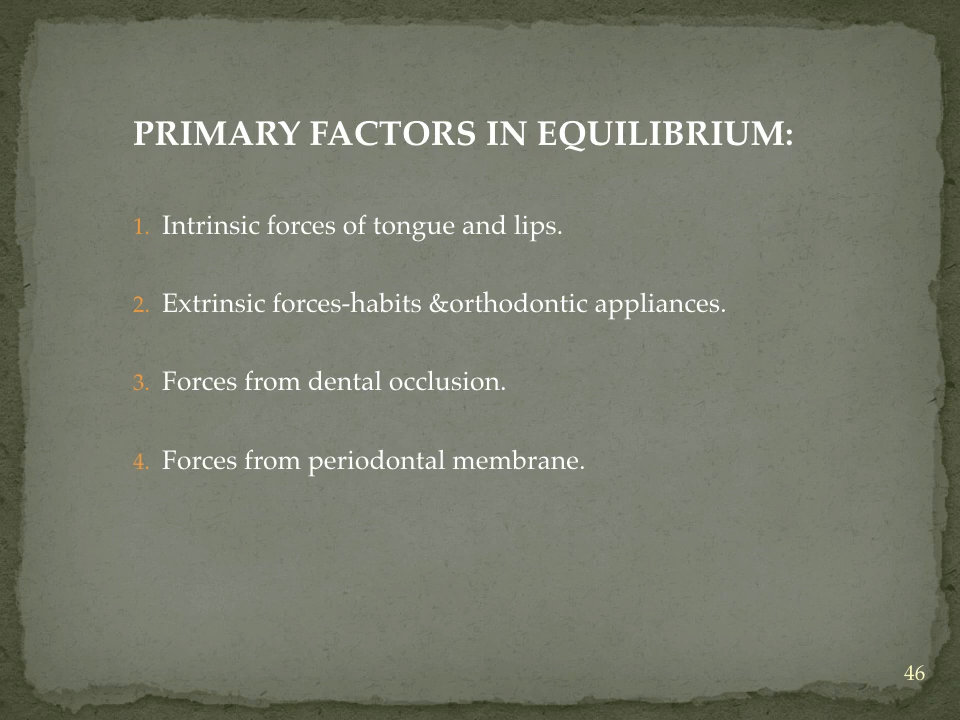 PRIMARY FACTORS IN EQUILIBRIUM:
1. Intrinsic forces of tongue and lips.
2. Extrinsic forces-habits &orthodontic appliances.
3. Forces from dental occlusion.
4. Forces from periodontal membrane.
46